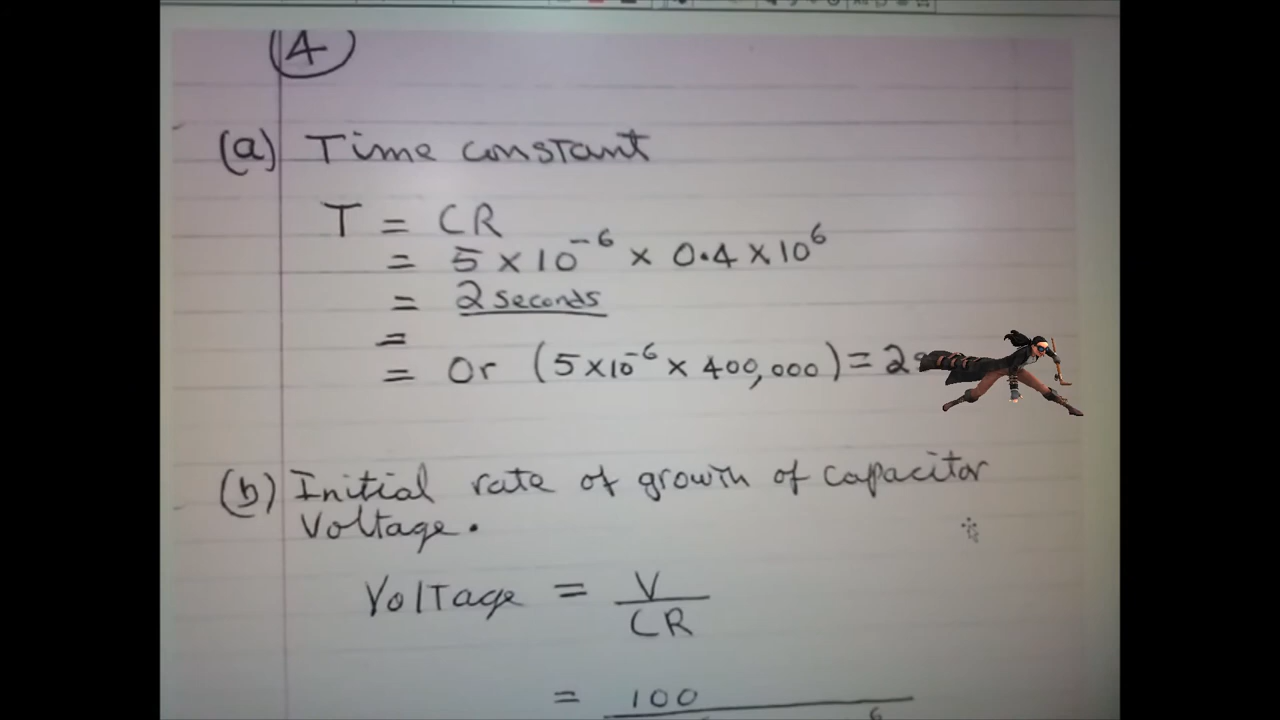 4
(a) Time constant
T = CR
= 5 × 10⁻⁶ × 0.4 × 10⁶
= 2 seconds
=
= Or (5×10⁻⁶ × 400,000) = 2
(b) Initial rate of growth of capacitor
Voltage.
Voltage = V
CR
= 100